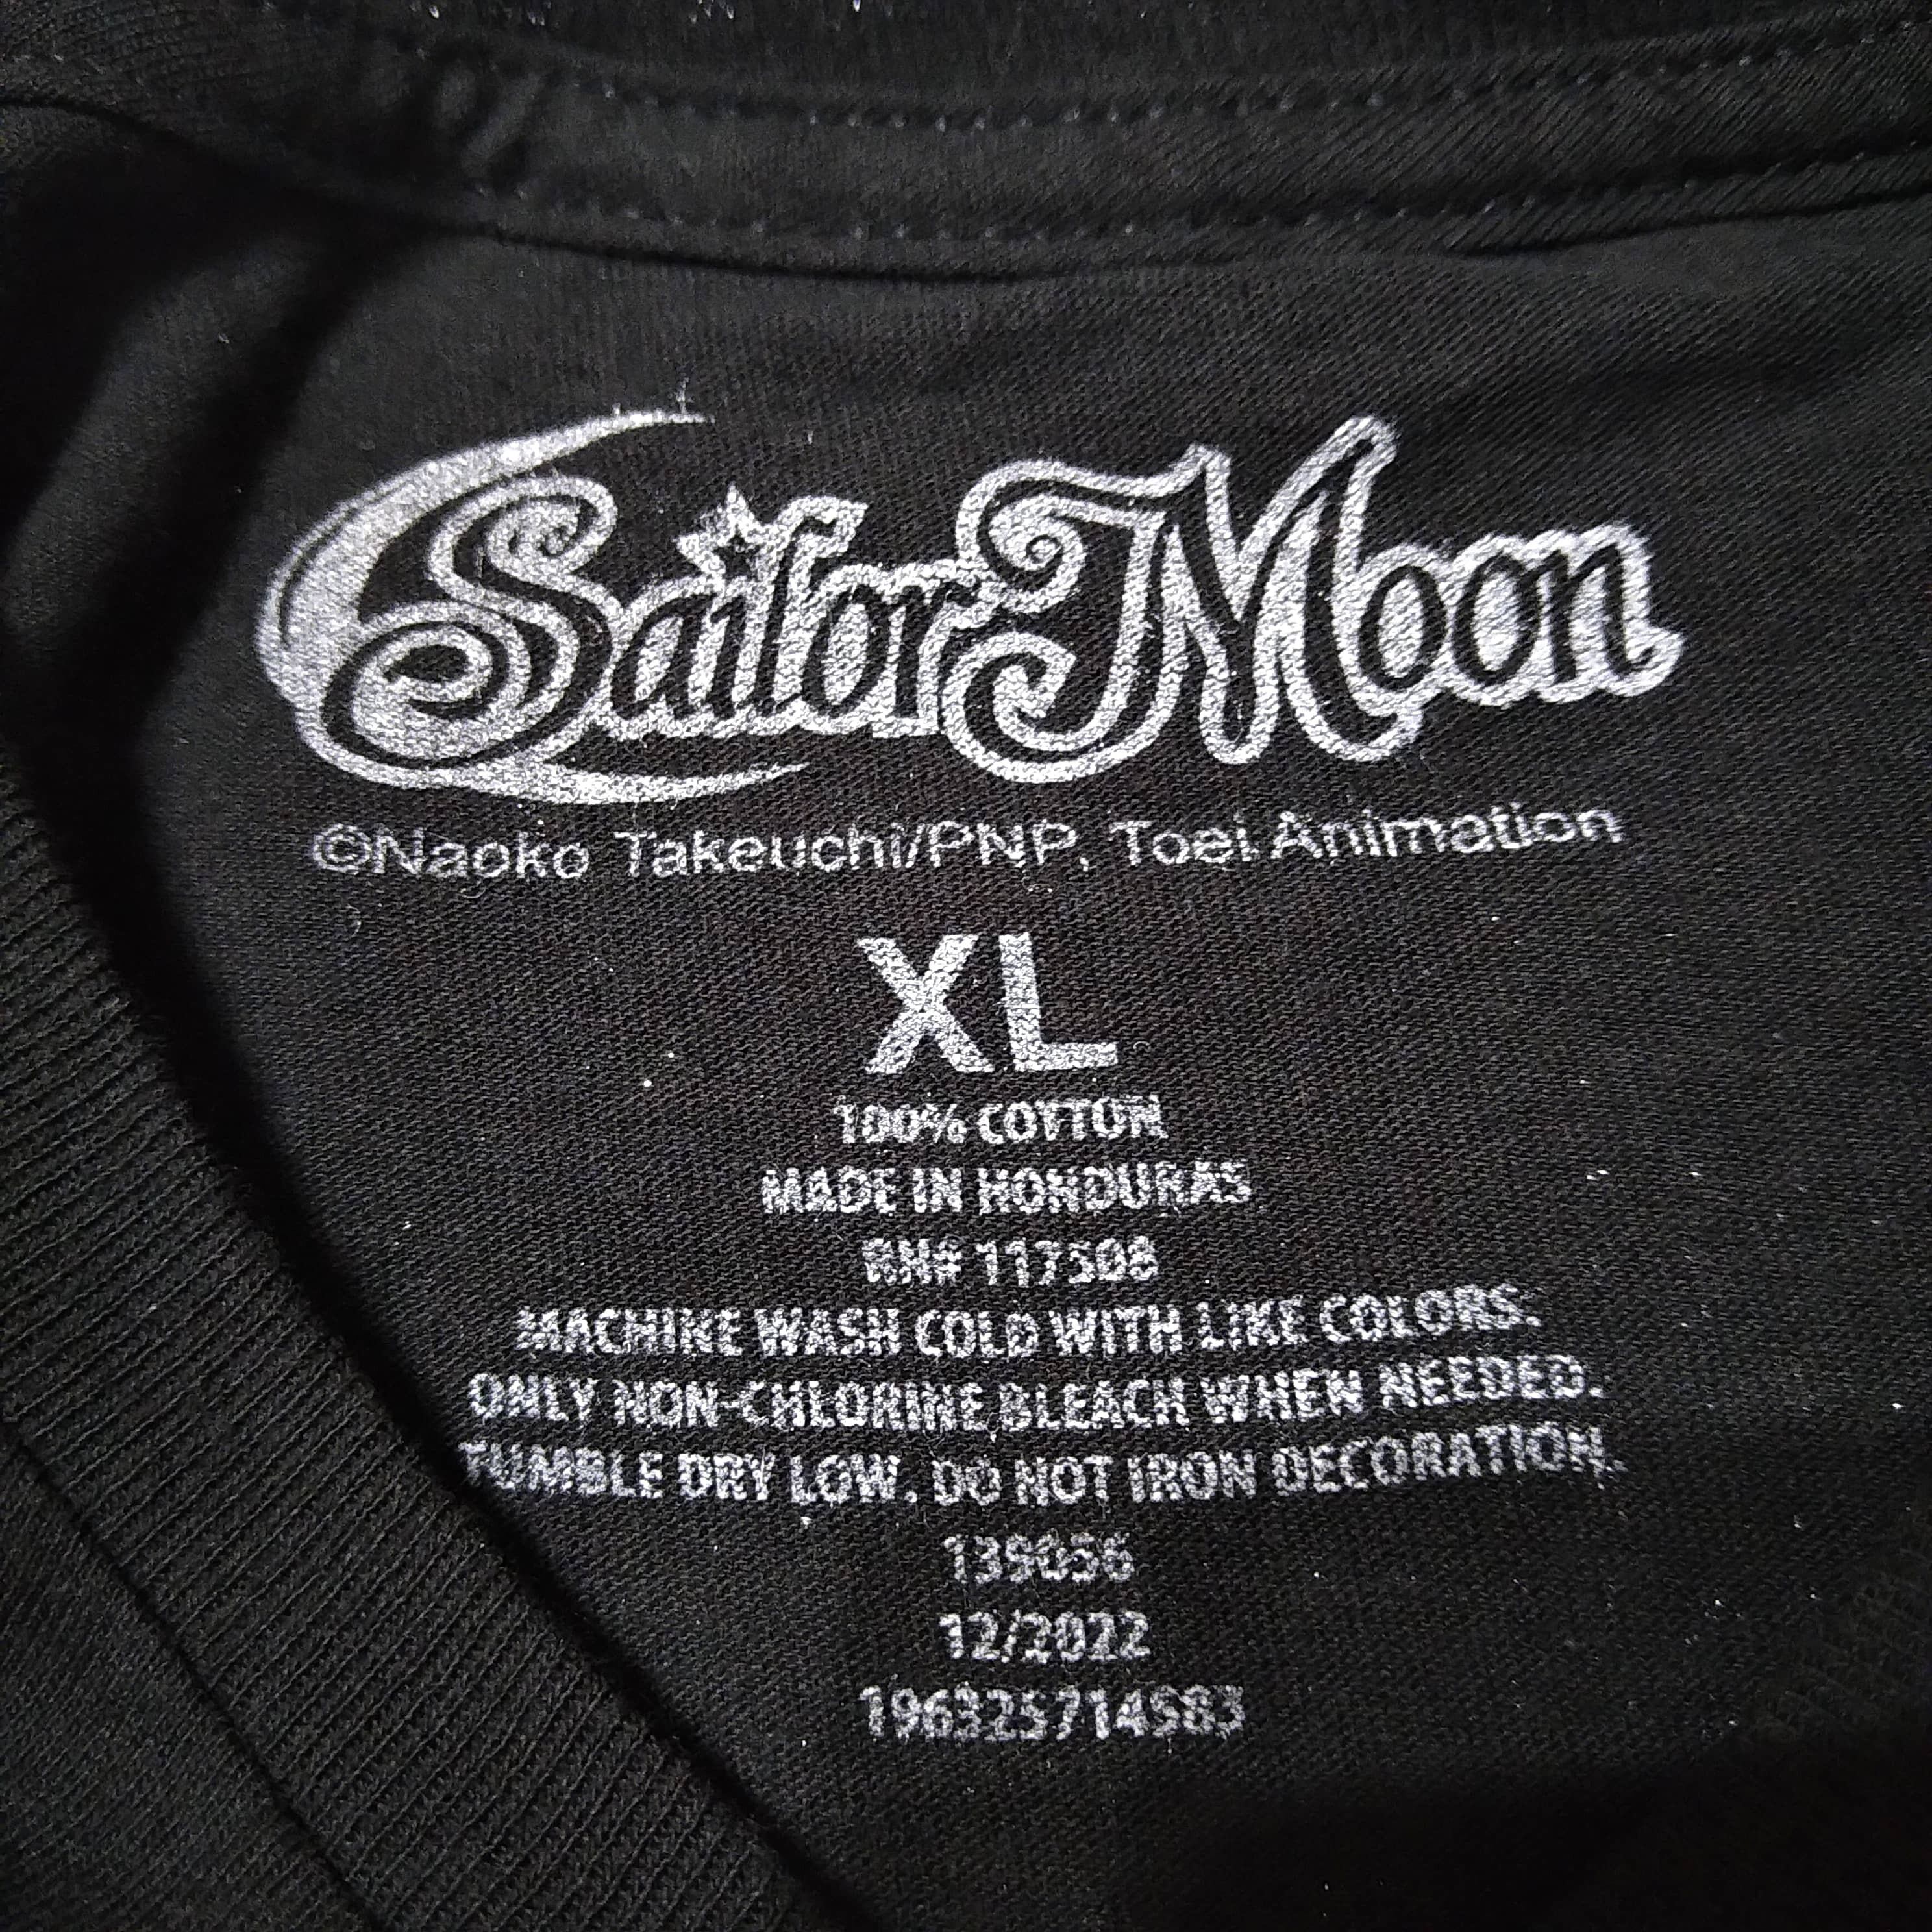 Sailor Moon
©Naoko Takeuchi/PNP, Toei Animation
XL
100% COTTON
MADE IN HONDURAS
RN# 117508
MACHINE WASH COLD WITH LIKE COLORS.
ONLY NON-CHLORINE BLEACH WHEN NEEDED.
TUMBLE DRY LOW. DO NOT IRON DECORATION.
139056
12/2022
196325714583